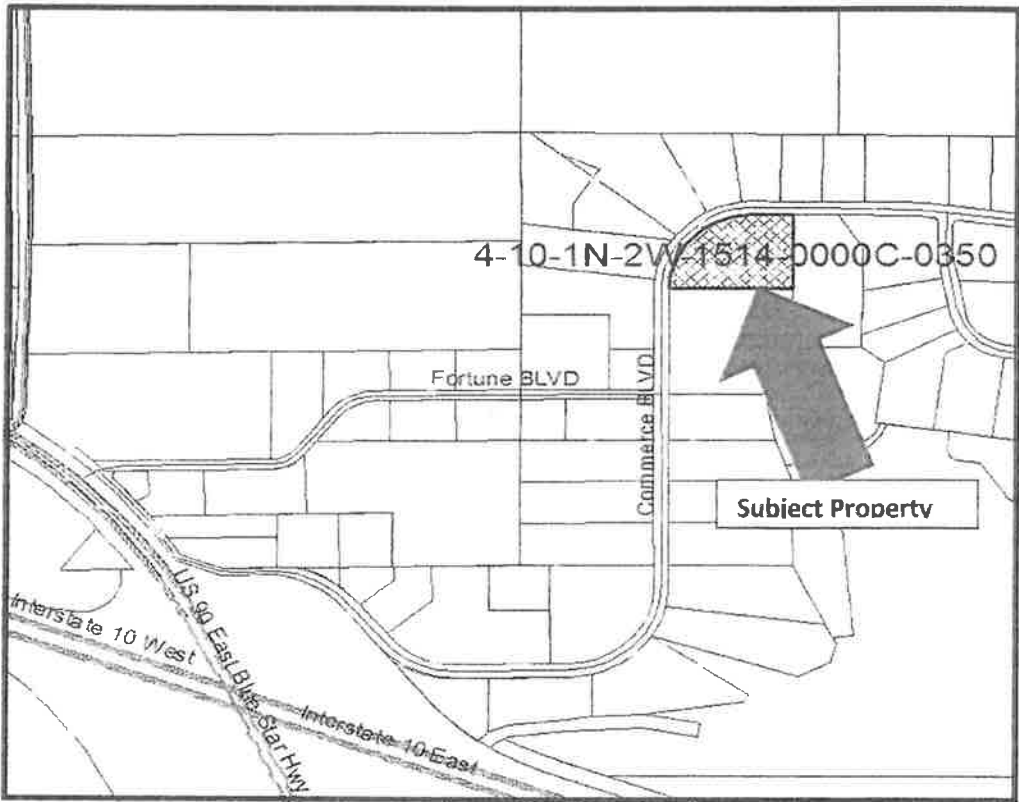 4-10-1N-2W-1514-0000C-0350
Fortune BLVD
Commerce BLVD
Subject Property
US 90 East Blue Star Hwy
Interstate 10 West
Interstate 10 East